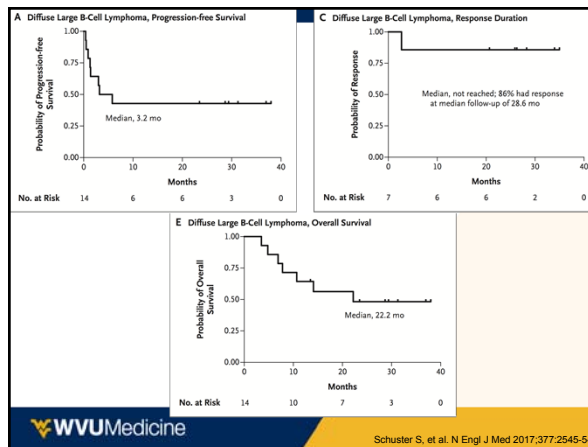 A Diffuse Large B-Cell Lymphoma, Progression-free Survival
Probability of Progression-free
Survival
1.00
0.75
0.50
0.25
0.00
Median, 3.2 mo
0 10 20 30 40
Months
No. at Risk 14 6 6 3 0
C Diffuse Large B-Cell Lymphoma, Response Duration
Probability of Response
1.00
0.75
0.50
0.25
0.00
Median, not reached; 86% had response
at median follow-up of 28.6 mo
0 10 20 30 40
Months
No. at Risk 7 6 6 2 0
E Diffuse Large B-Cell Lymphoma, Overall Survival
Probability of Overall
Survival
1.00
0.75
0.50
0.25
0.00
Median, 22.2 mo
0 10 20 30 40
Months
No. at Risk 14 10 7 3 0
WVUMedicine
Schuster S, et al. N Engl J Med 2017;377:2545-